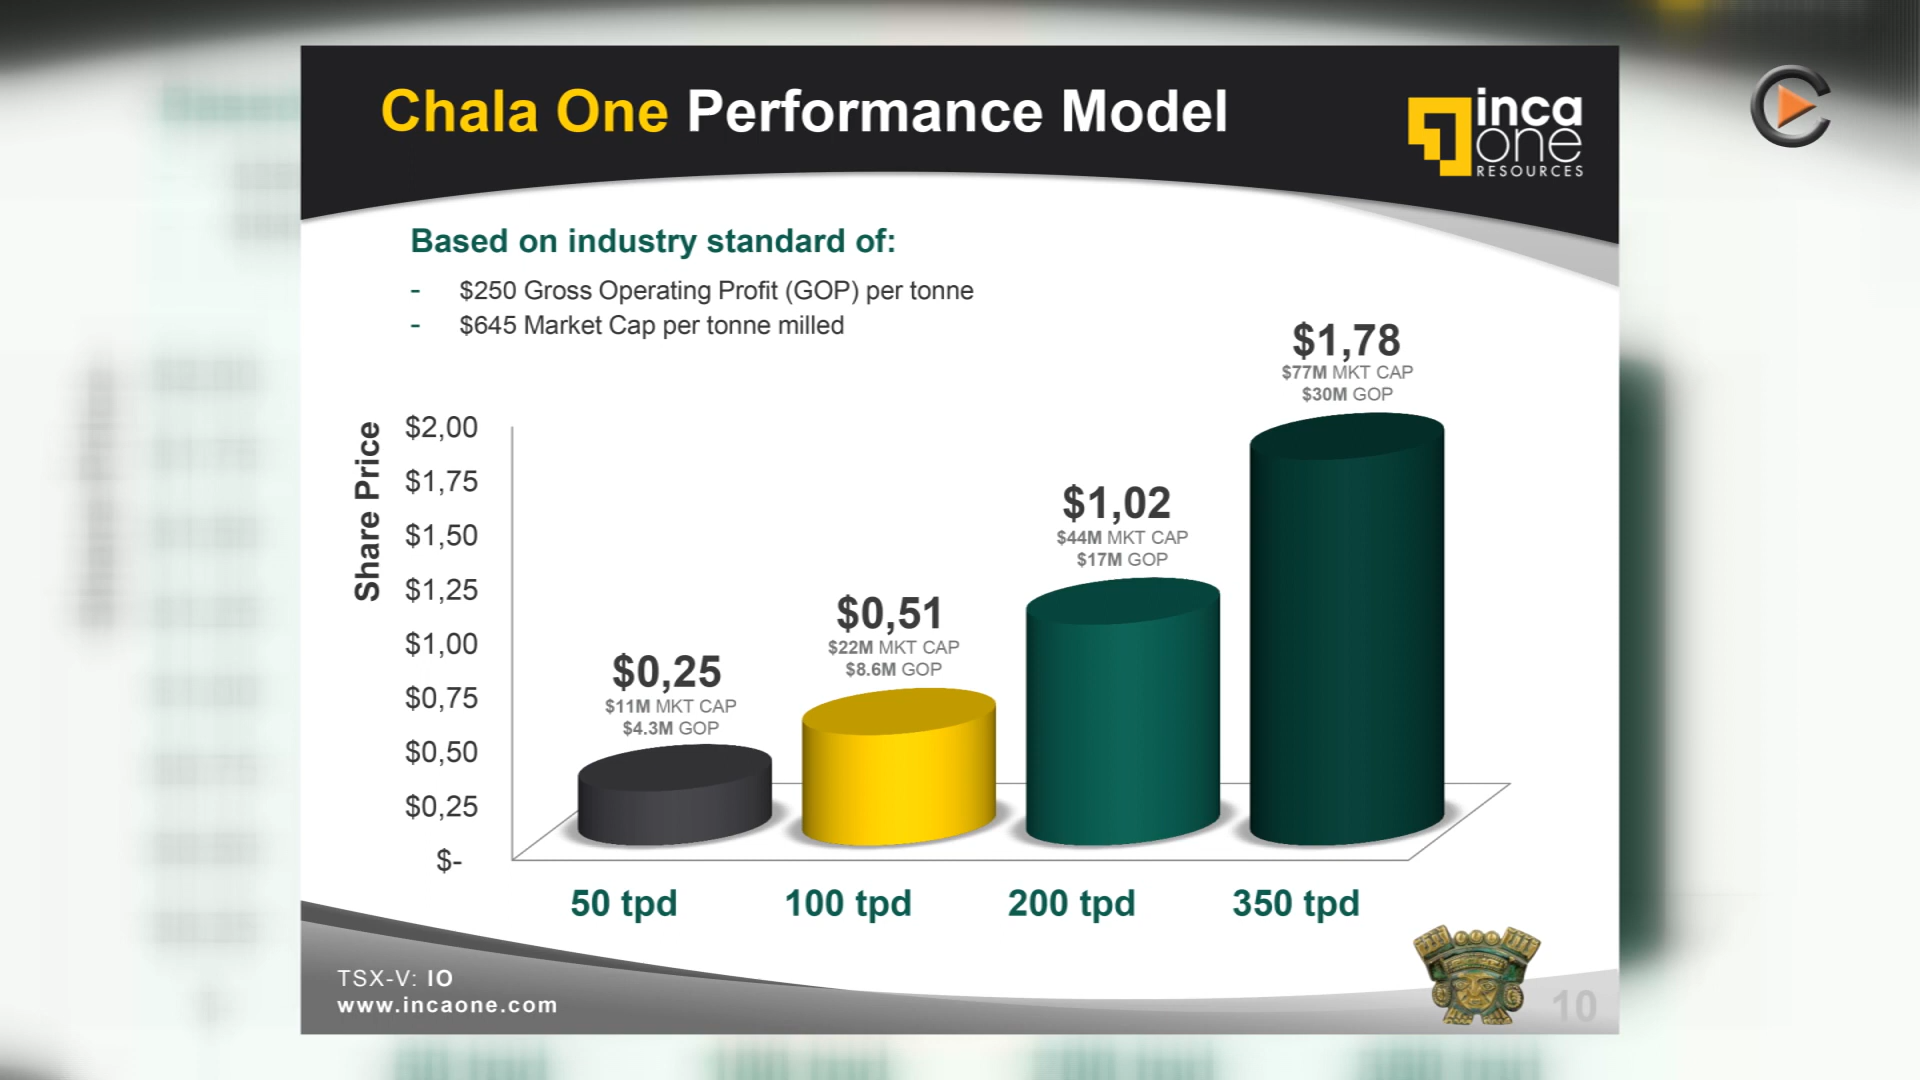 Chala One Performance Model
inca
one
RESOURCES
Based on industry standard of:
- $250 Gross Operating Profit (GOP) per tonne
- $645 Market Cap per tonne milled
Share Price
$2,00
$1,75
$1,50
$1,25
$1,00
$0,75
$0,50
$0,25
$-
$0,25
$11M MKT CAP
$4.3M GOP
$0,51
$22M MKT CAP
$8.6M GOP
$1,02
$44M MKT CAP
$17M GOP
$1,78
$77M MKT CAP
$30M GOP
50 tpd
100 tpd
200 tpd
350 tpd
TSX-V: IO
www.incaone.com
10